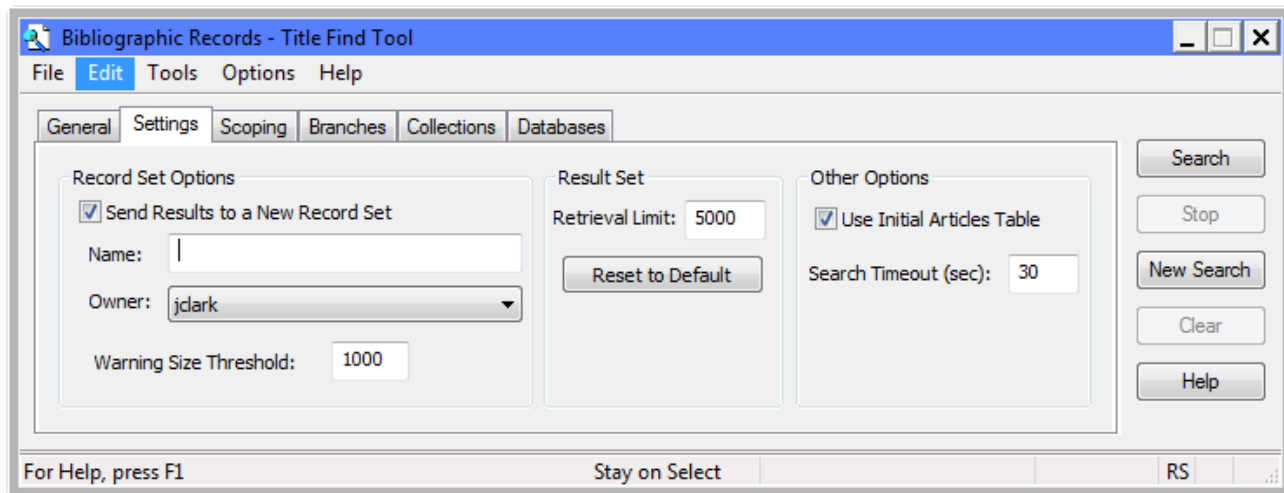 Bibliographic Records - Title Find Tool
File Edit Tools Options Help
General Settings Scoping Branches Collections Databases
Record Set Options
Send Results to a New Record Set
Name:
Owner: jclark
Warning Size Threshold: 1000
Result Set
Retrieval Limit: 5000
Reset to Default
Other Options
Use Initial Articles Table
Search Timeout (sec): 30
Search
Stop
New Search
Clear
Help
For Help, press F1 Stay on Select RS